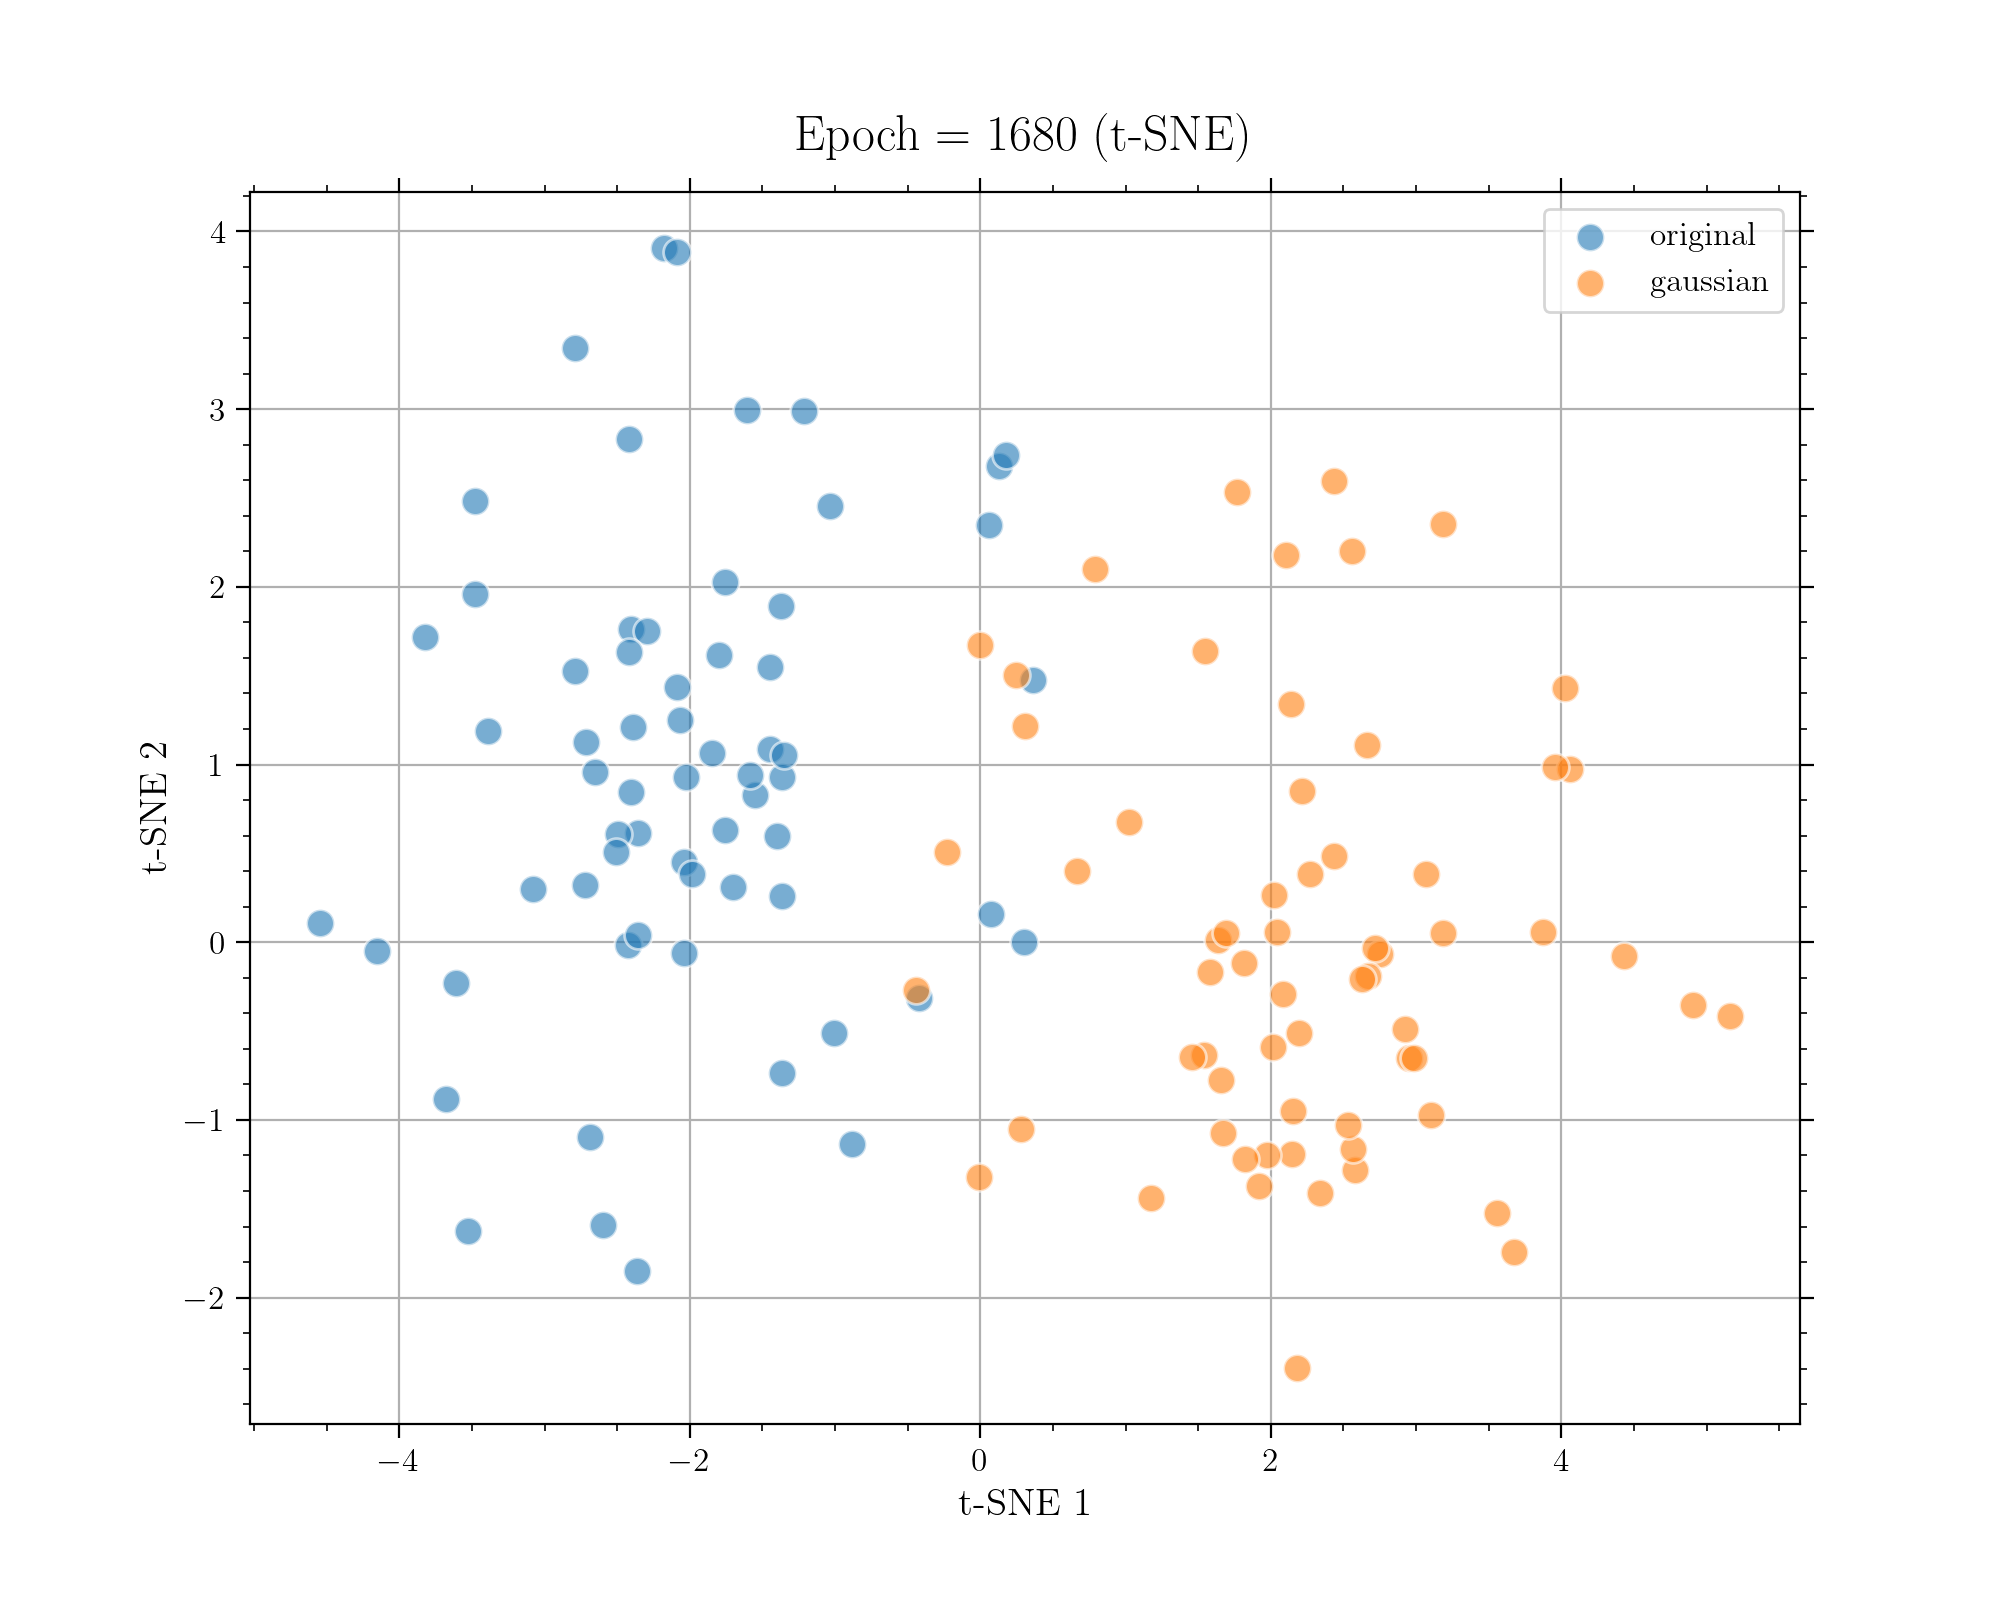 Epoch = 1680 (t-SNE)
original
gaussian
4
3
2
1
0
−1
−2
t-SNE 2
−4
−2
0
2
4
t-SNE 1